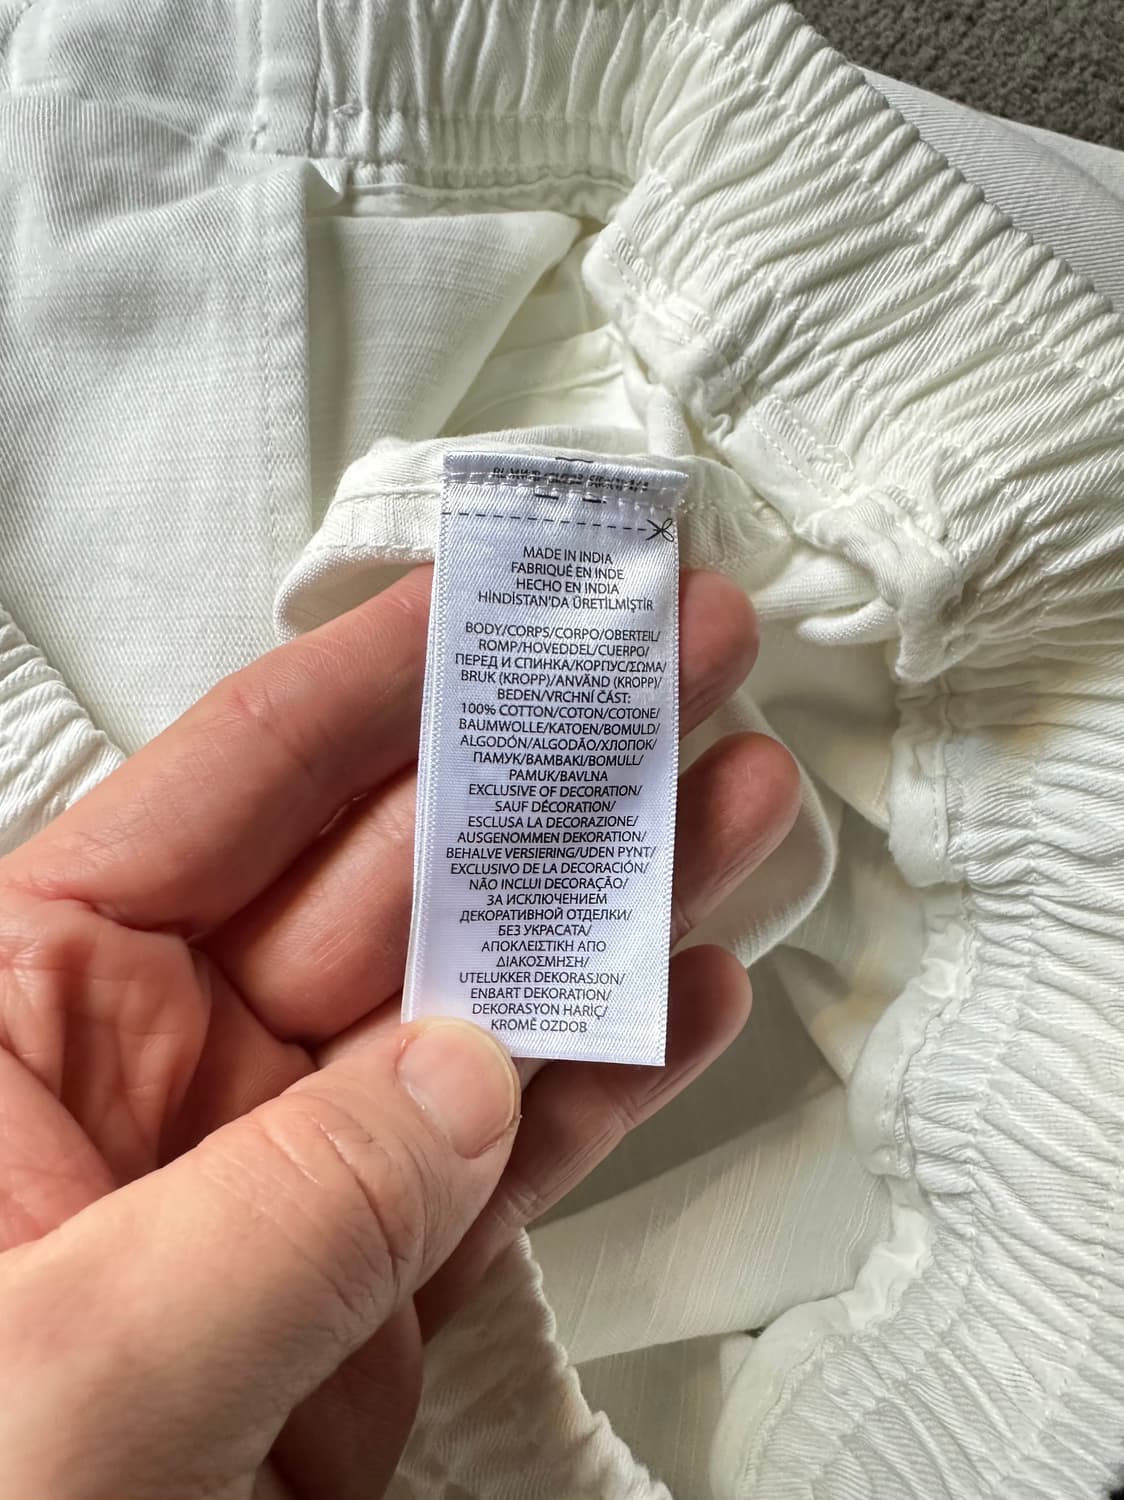 MADE IN INDIA
FABRIQUÉ EN INDE
HECHO EN INDIA
HİNDİSTAN'DA ÜRETİLMİŞTİR
BODY/CORPS/CORPO/OBERTEIL/
ROMP/HOVEDDEL/CUERPO/
ПЕРЕД И СПИНКА/КОРПУС/ΣΩΜΑ/
BRUK (KROPP)/ANVÄND (KROPP)/
BEDEN/VRCHNÍ ČÁST:
100% COTTON/COTON/COTONE/
BAUMWOLLE/KATOEN/BOMULD/
ALGODÓN/ALGODÃO/ХЛОПОК/
ПАМУК/ΒΑΜΒΑΚΙ/BOMULL/
PAMUK/BAVLNA
EXCLUSIVE OF DECORATION/
SAUF DÉCORATION/
ESCLUSA LA DECORAZIONE/
AUSGENOMMEN DEKORATION/
BEHALVE VERSIERING/UDEN PYNT/
EXCLUSIVO DE LA DECORACIÓN/
NÃO INCLUI DECORAÇÃO/
ЗА ИСКЛЮЧЕНИЕМ
ДЕКОРАТИВНОЙ ОТДЕЛКИ/
БЕЗ УКРАСАТА/
ΑΠΟΚΛΕΙΣΤΙΚΗ ΑΠΟ
ΔΙΑΚΟΣΜΗΣΗ/
UTELUKKER DEKORASJON/
ENBART DEKORATION/
DEKORASYON HARİÇ/
KROMĚ OZDOB